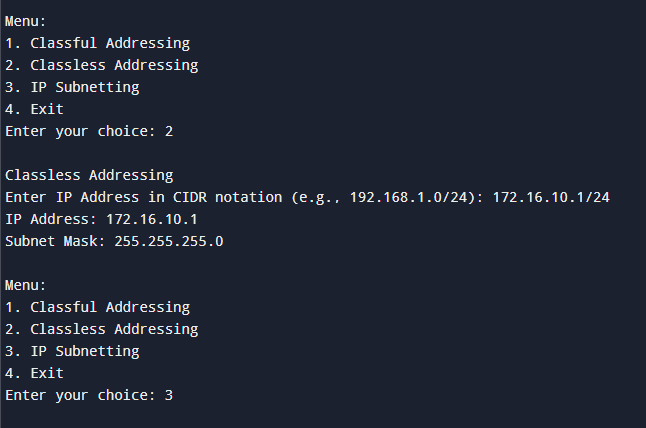 Menu:
1. Classful Addressing
2. Classless Addressing
3. IP Subnetting
4. Exit
Enter your choice: 2
Classless Addressing
Enter IP Address in CIDR notation (e.g., 192.168.1.0/24): 172.16.10.1/24
IP Address: 172.16.10.1
Subnet Mask: 255.255.255.0
Menu:
1. Classful Addressing
2. Classless Addressing
3. IP Subnetting
4. Exit
Enter your choice: 3